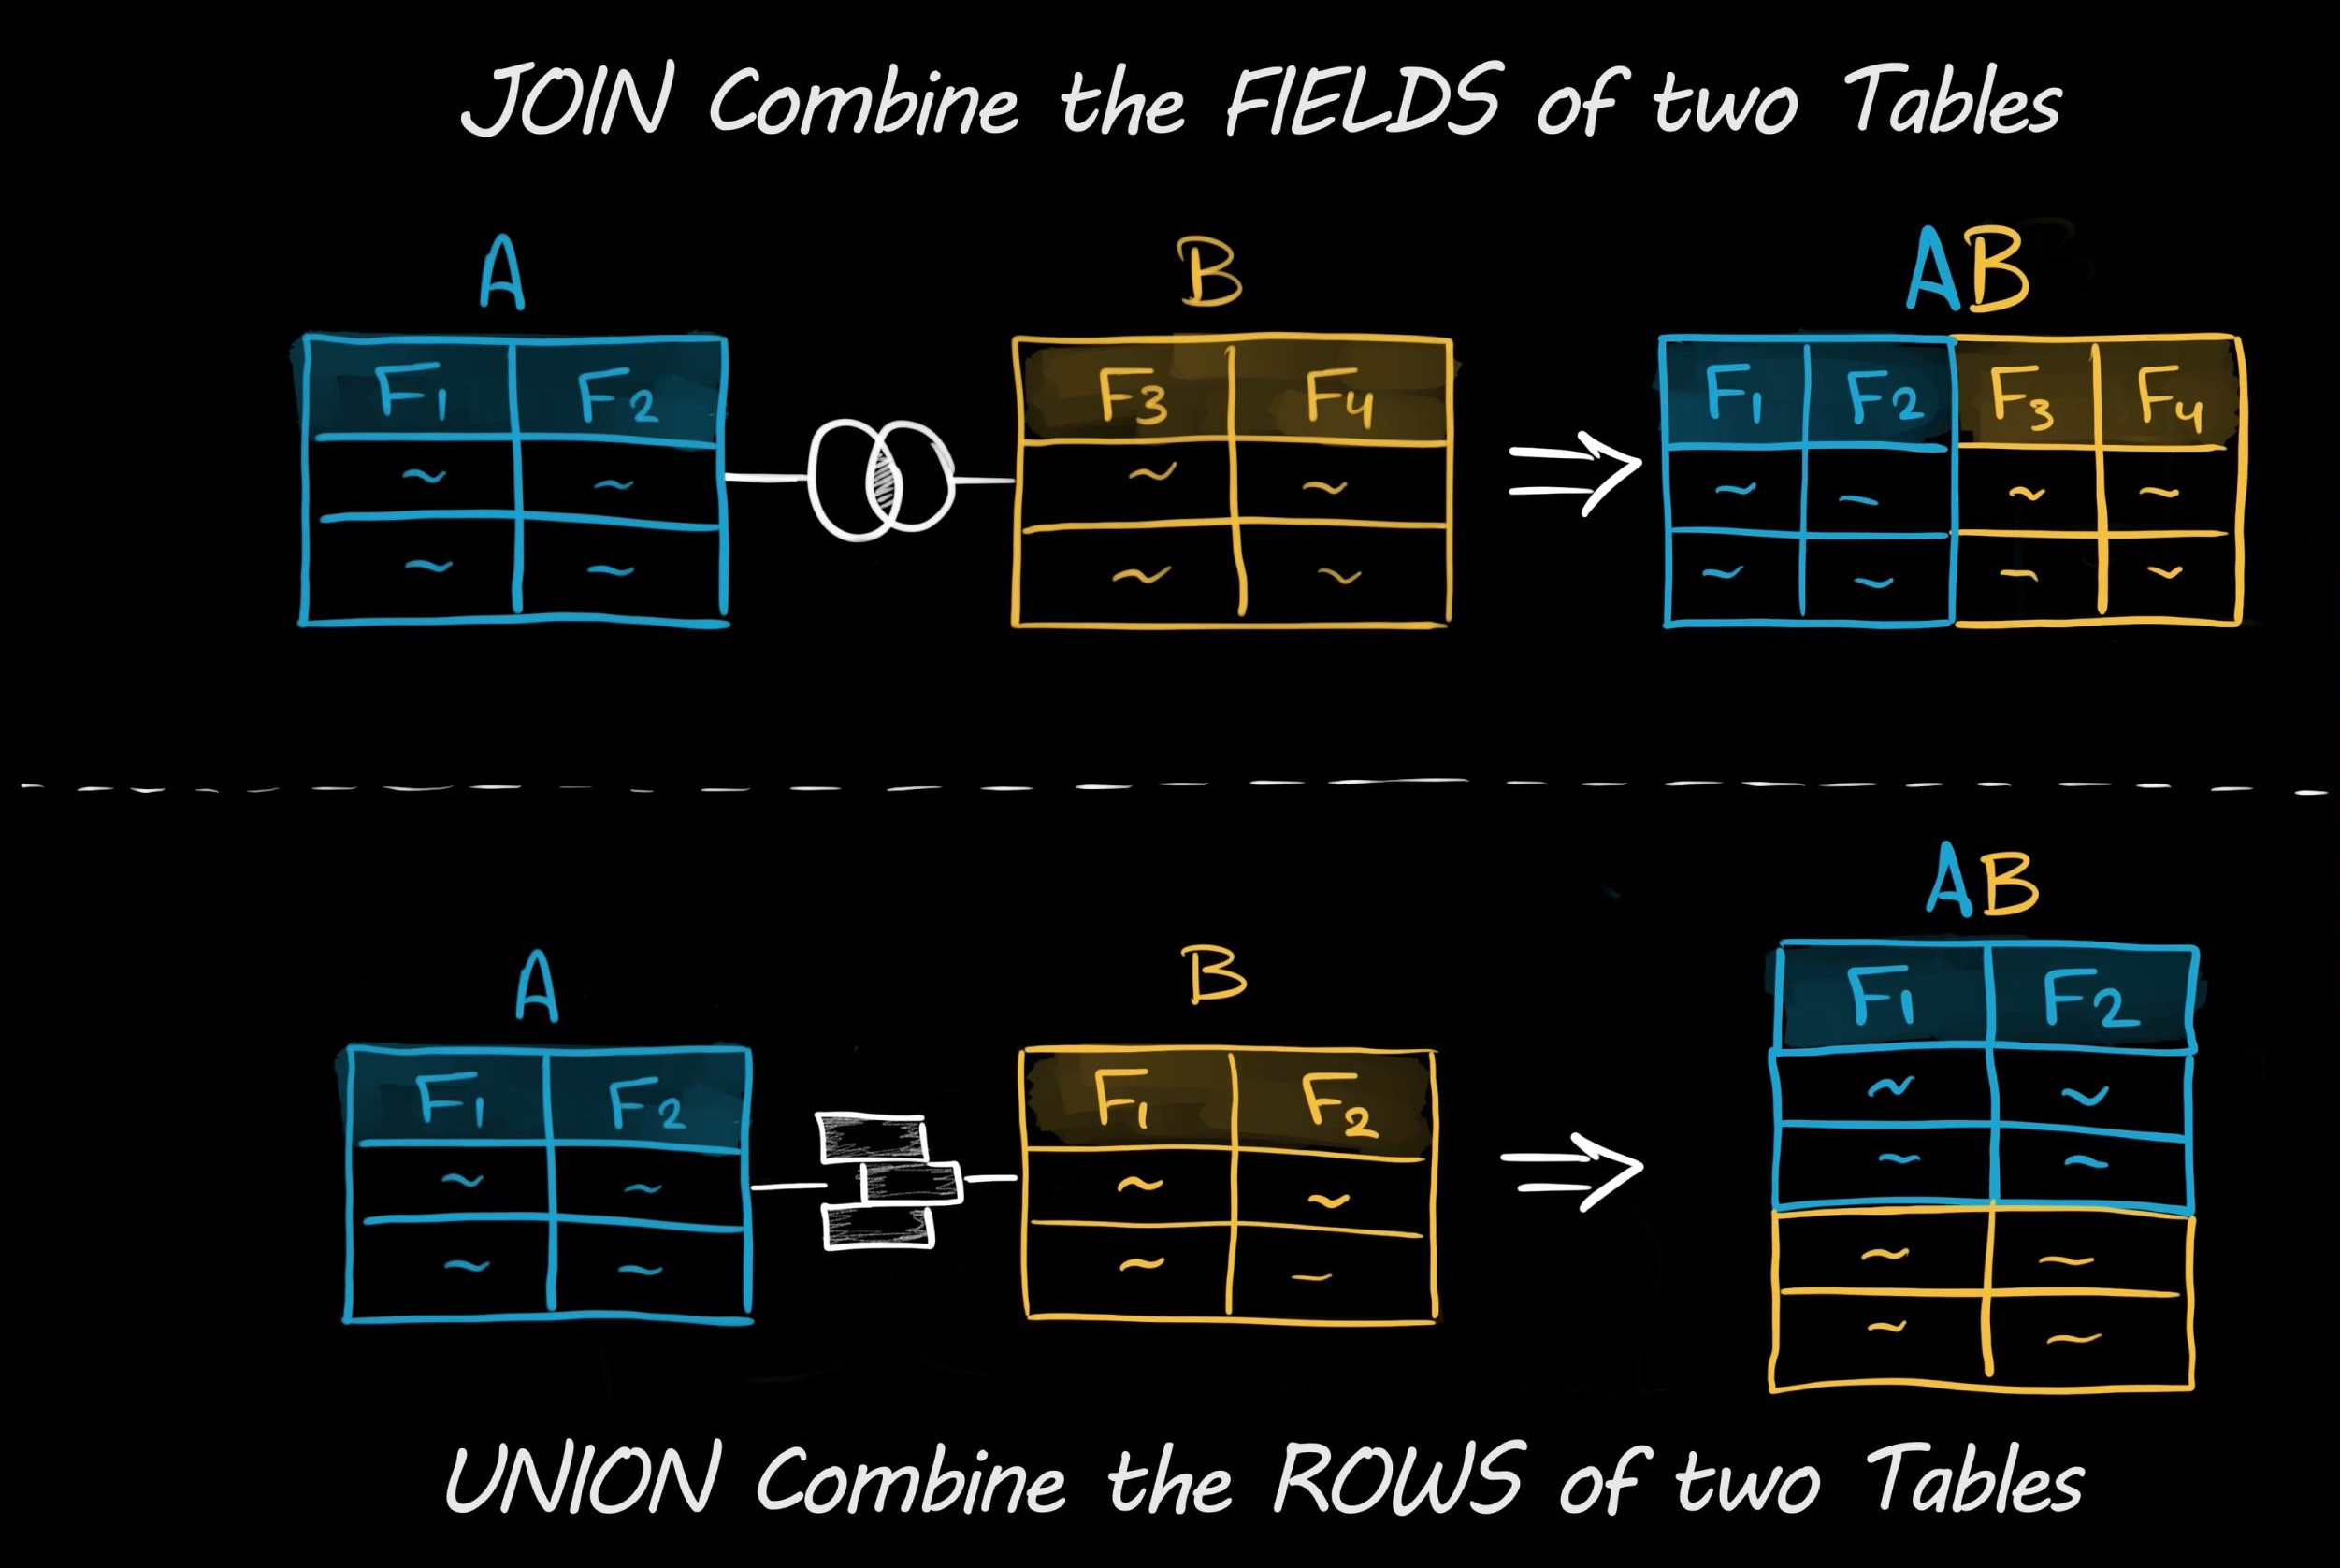 JOIN Combine the FIELDS of two Tables
A
B
AB
F1 F2
F3 F4
F1 F2 F3 F4
~ ~
~ ~
~ ~ ~ ~
~ ~
~ ~
~ ~ ~ ~
A
B
AB
F1 F2
F1 F2
F1 F2
~ ~
~ ~
~ ~
~ ~
~ ~
~ ~
~ ~
~ ~
UNION Combine the ROWS of two Tables